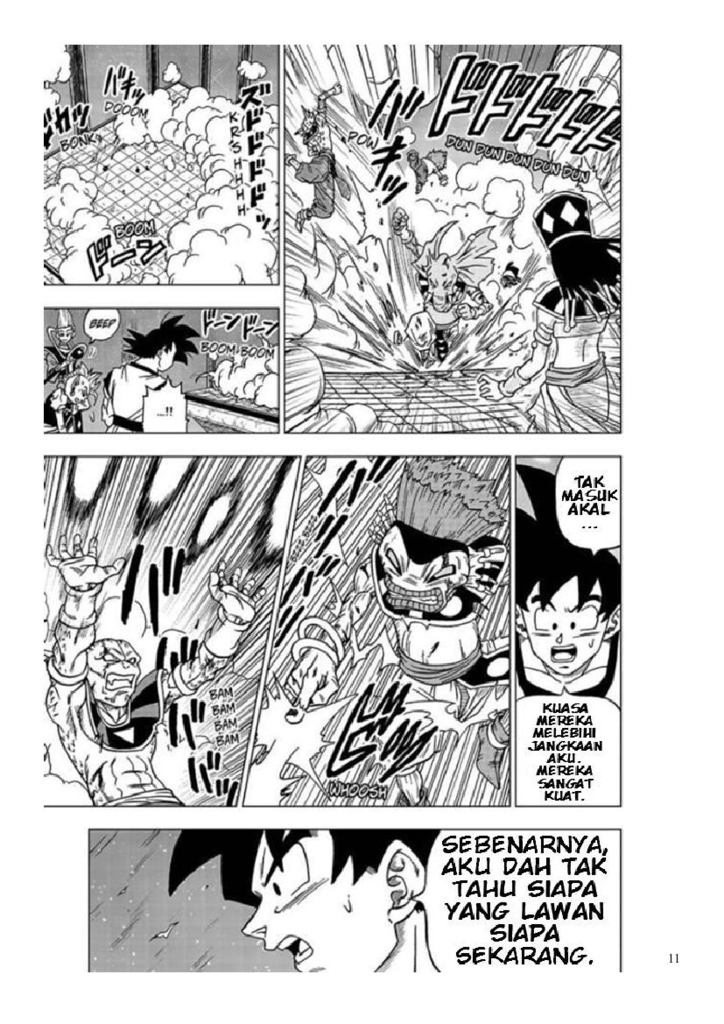 ドドドドド
DUN DUN DUN DUN DUN
バキッ
POW
バキッ
DOOOM
ズドドドドッ
KRSHHHHH
BONK
BOOM
ドーン
ドーンドーン
BOOM BOOM
BEEP
...!!
TAK
MASUK
AKAL
...
KUASA
MEREKA
MELEBIHI
JANGKAAN
AKU.
MEREKA
SANGAT
KUAT.
WHOOSH
BAM
BAM
BAM
BAM
SEBENARNYA,
AKU DAH TAK
TAHU SIAPA
YANG LAWAN
SIAPA
SEKARANG.
11